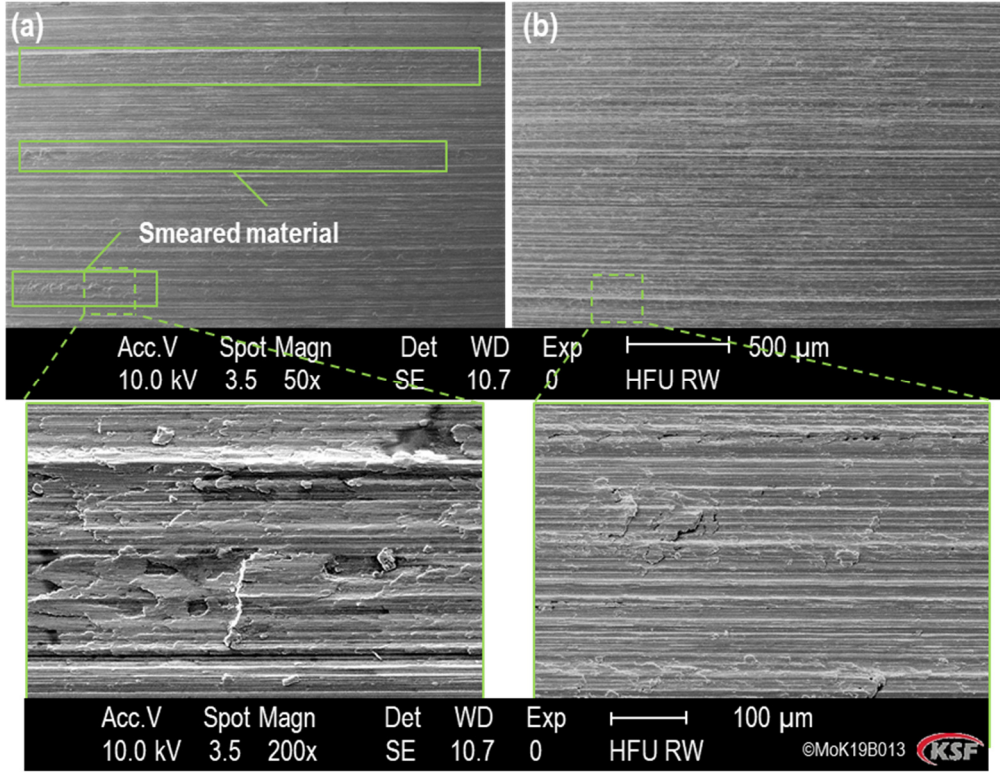 (a)
(b)
Smeared material
Acc.V Spot Magn Det WD Exp 500 µm
10.0 kV 3.5 50x SE 10.7 0 HFU RW
Acc.V Spot Magn Det WD Exp 100 µm
10.0 kV 3.5 200x SE 10.7 0 HFU RW
©MoK19B013 KSF